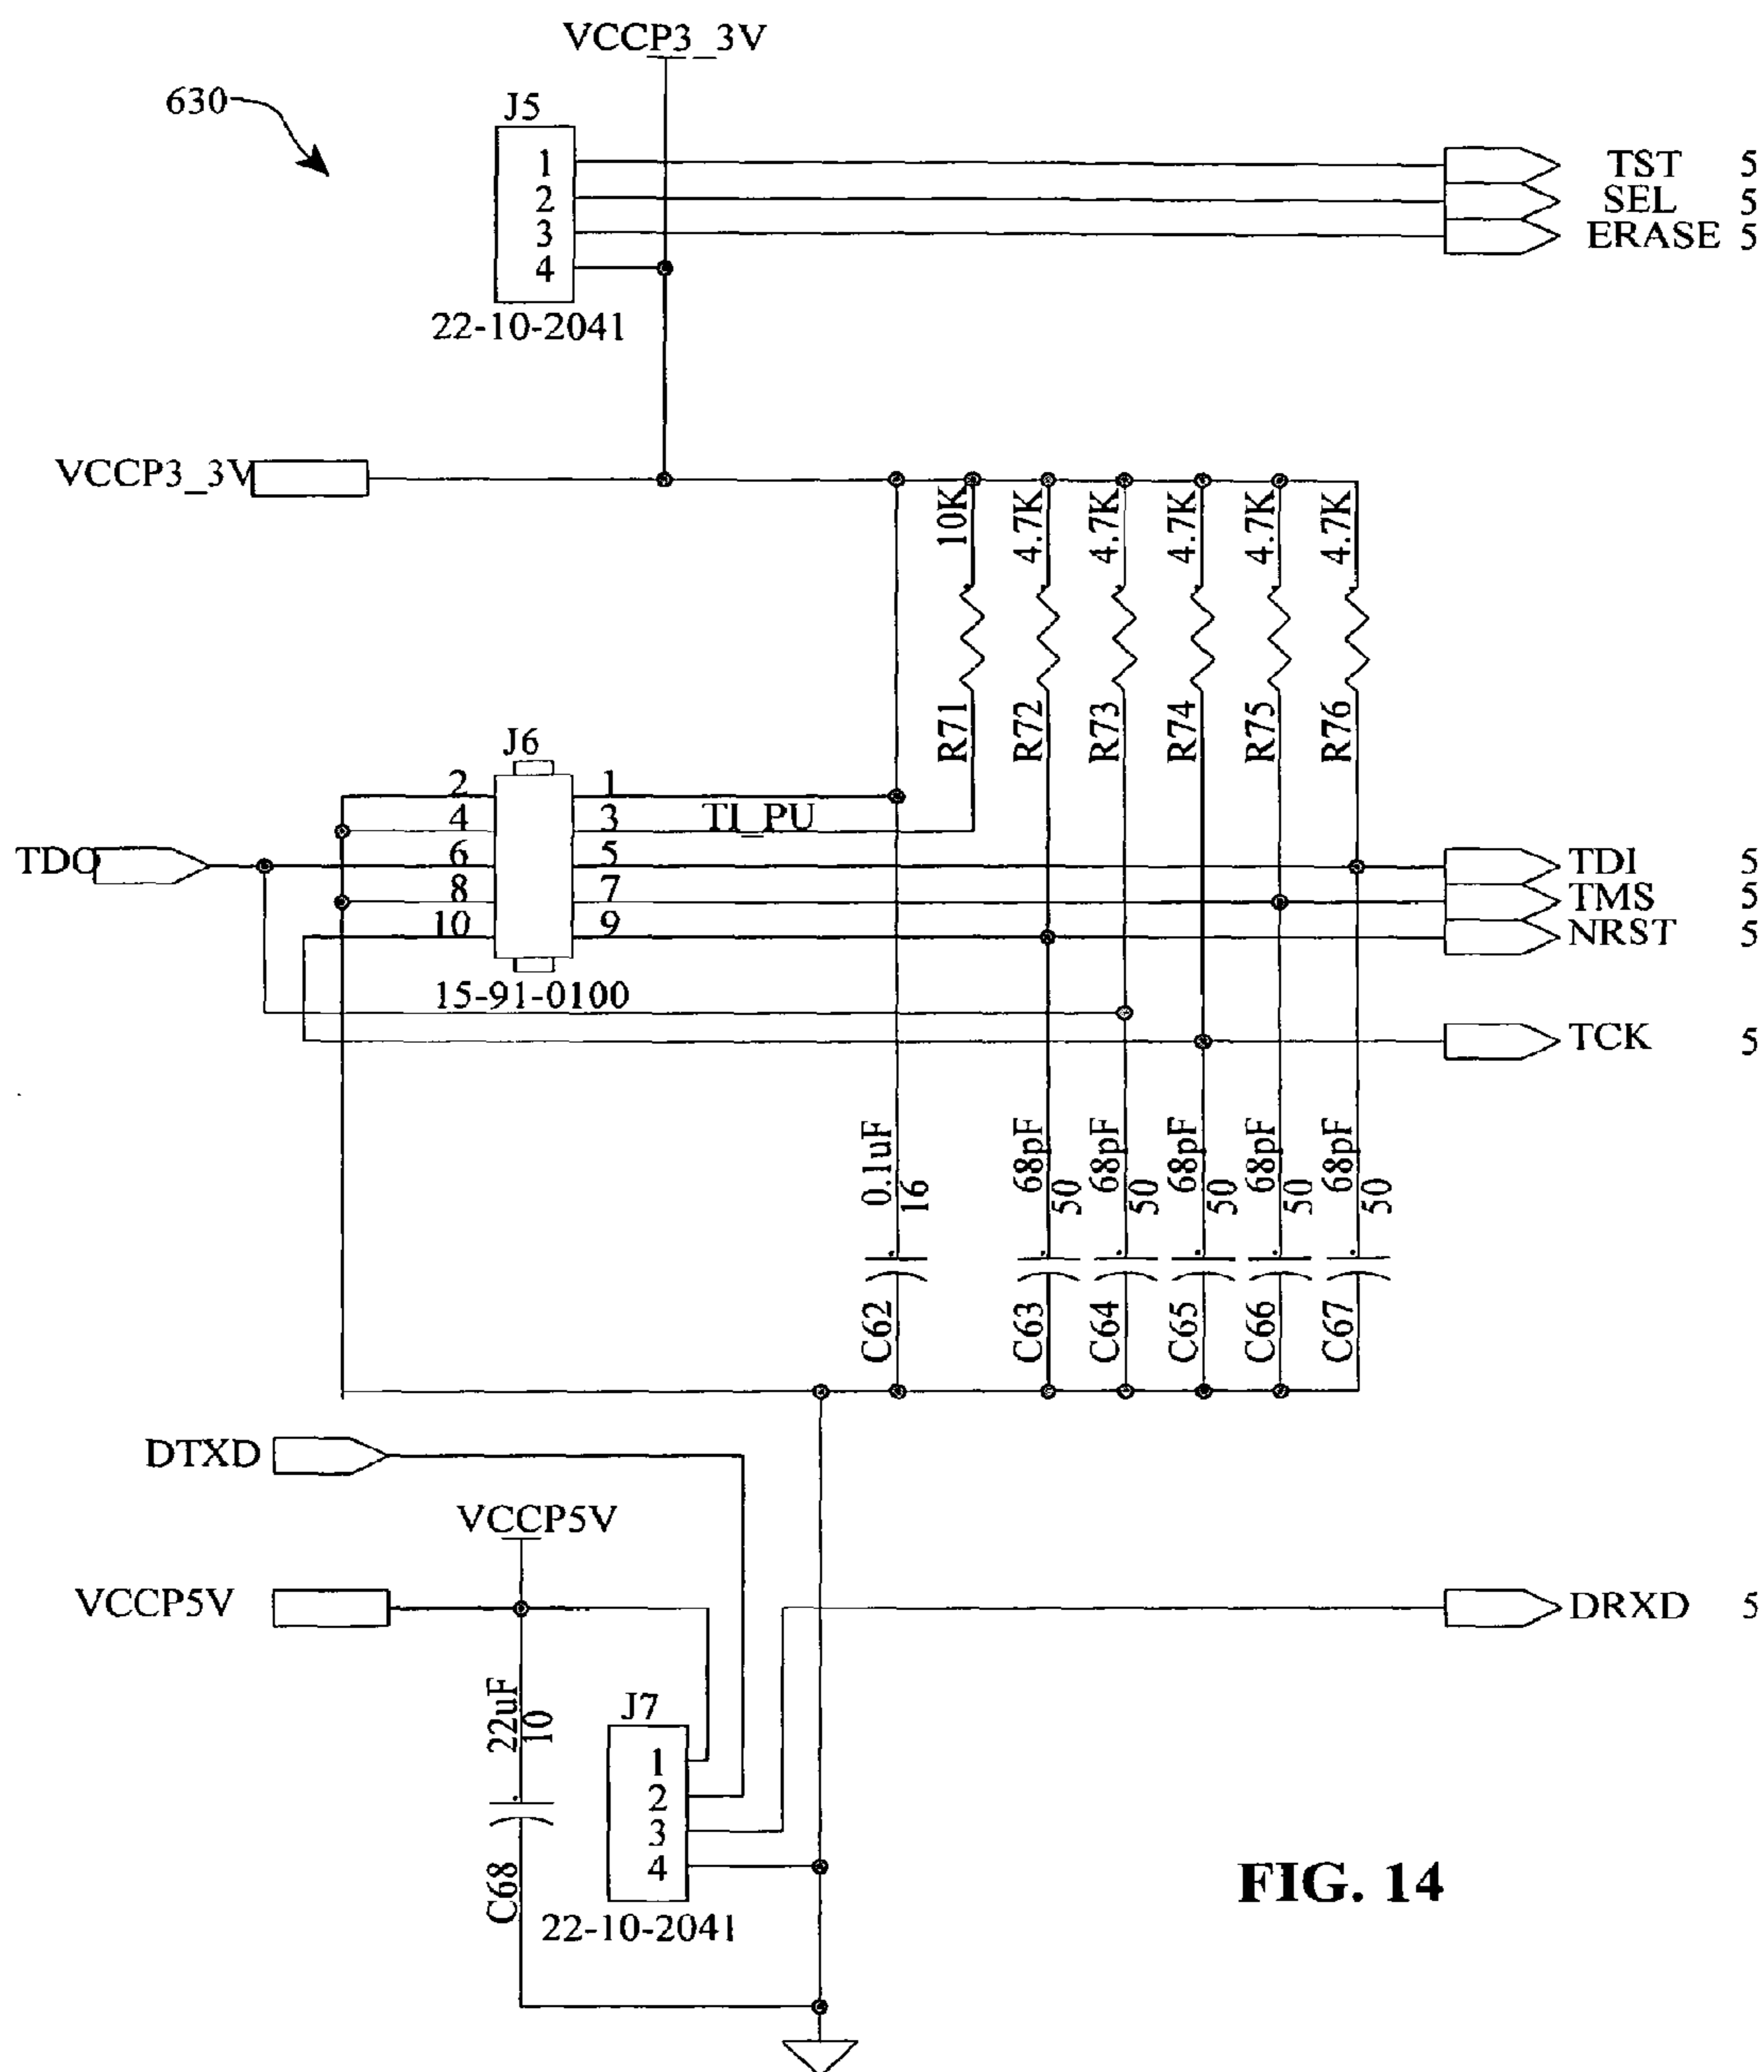 VCCP3_3V
630
J5
1
TST 5
2
SEL 5
3
ERASE 5
4
22-10-2041
VCCP3_3V
10K
4.7K
4.7K
4.7K
4.7K
4.7K
R71
R72
R73
R74
R75
R76
J6
2
1
4
3
TI_PU
TDO
6
5
TDI 5
8
7
TMS 5
10
9
NRST 5
15-91-0100
TCK 5
0.1uF
16
68pF
50
68pF
50
68pF
50
68pF
50
68pF
50
C62
C63
C64
C65
C66
C67
DTXD
VCCP5V
VCCP5V
DRXD 5
22uF
10
J7
1
2
3
4
C68
22-10-2041
FIG. 14